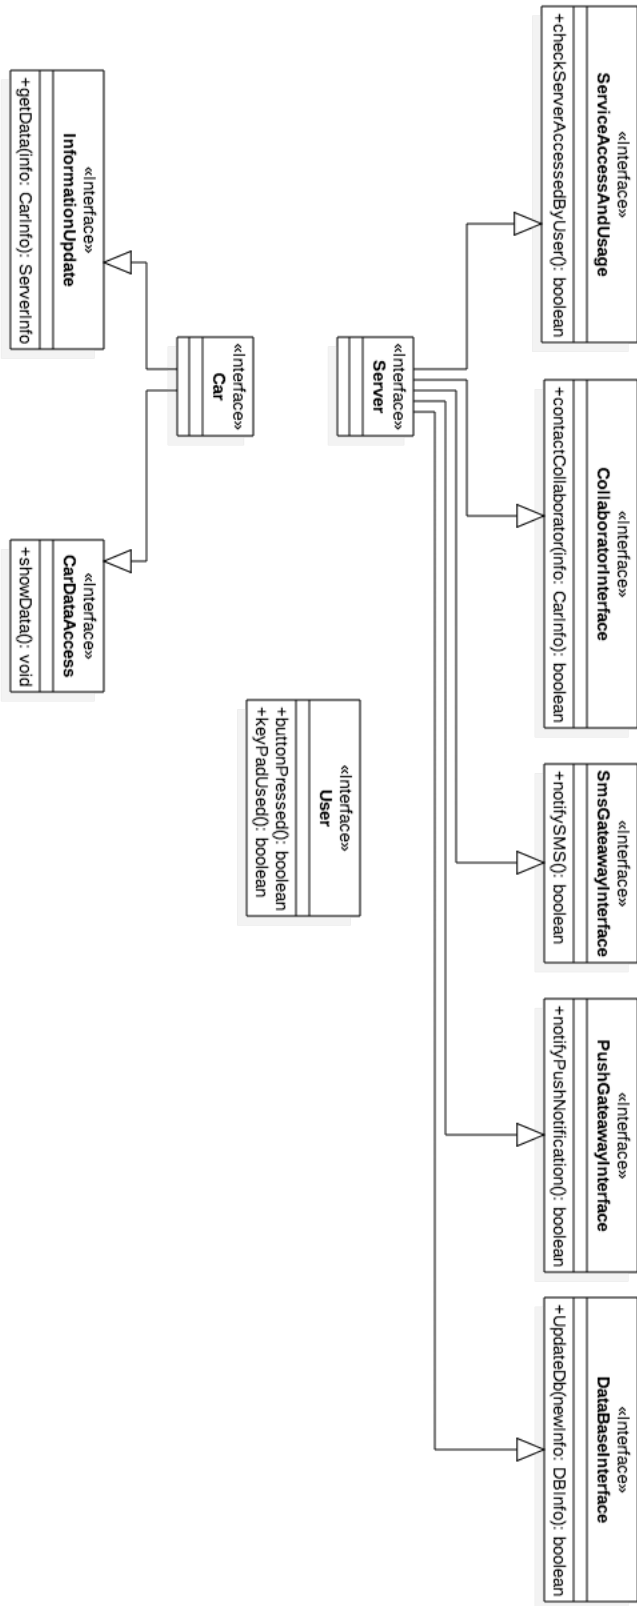 «Interface»
ServiceAccessAndUsage
+checkServerAccessedByUser(): boolean
«Interface»
CollaboratorInterface
+contactCollaborator(info: CarInfo): boolean
«Interface»
SmsGateawayInterface
+notifySMS(): boolean
«Interface»
PushGateawayInterface
+notifyPushNotification(): boolean
«Interface»
DataBaseInterface
+UpdateDb(newInfo: DBInfo): boolean
«Interface»
Server
«Interface»
User
+buttonPressed(): boolean
+keyPadUsed(): boolean
«Interface»
Car
«Interface»
InformationUpdate
+getData(info: CarInfo): ServerInfo
«Interface»
CarDataAccess
+showData(): void